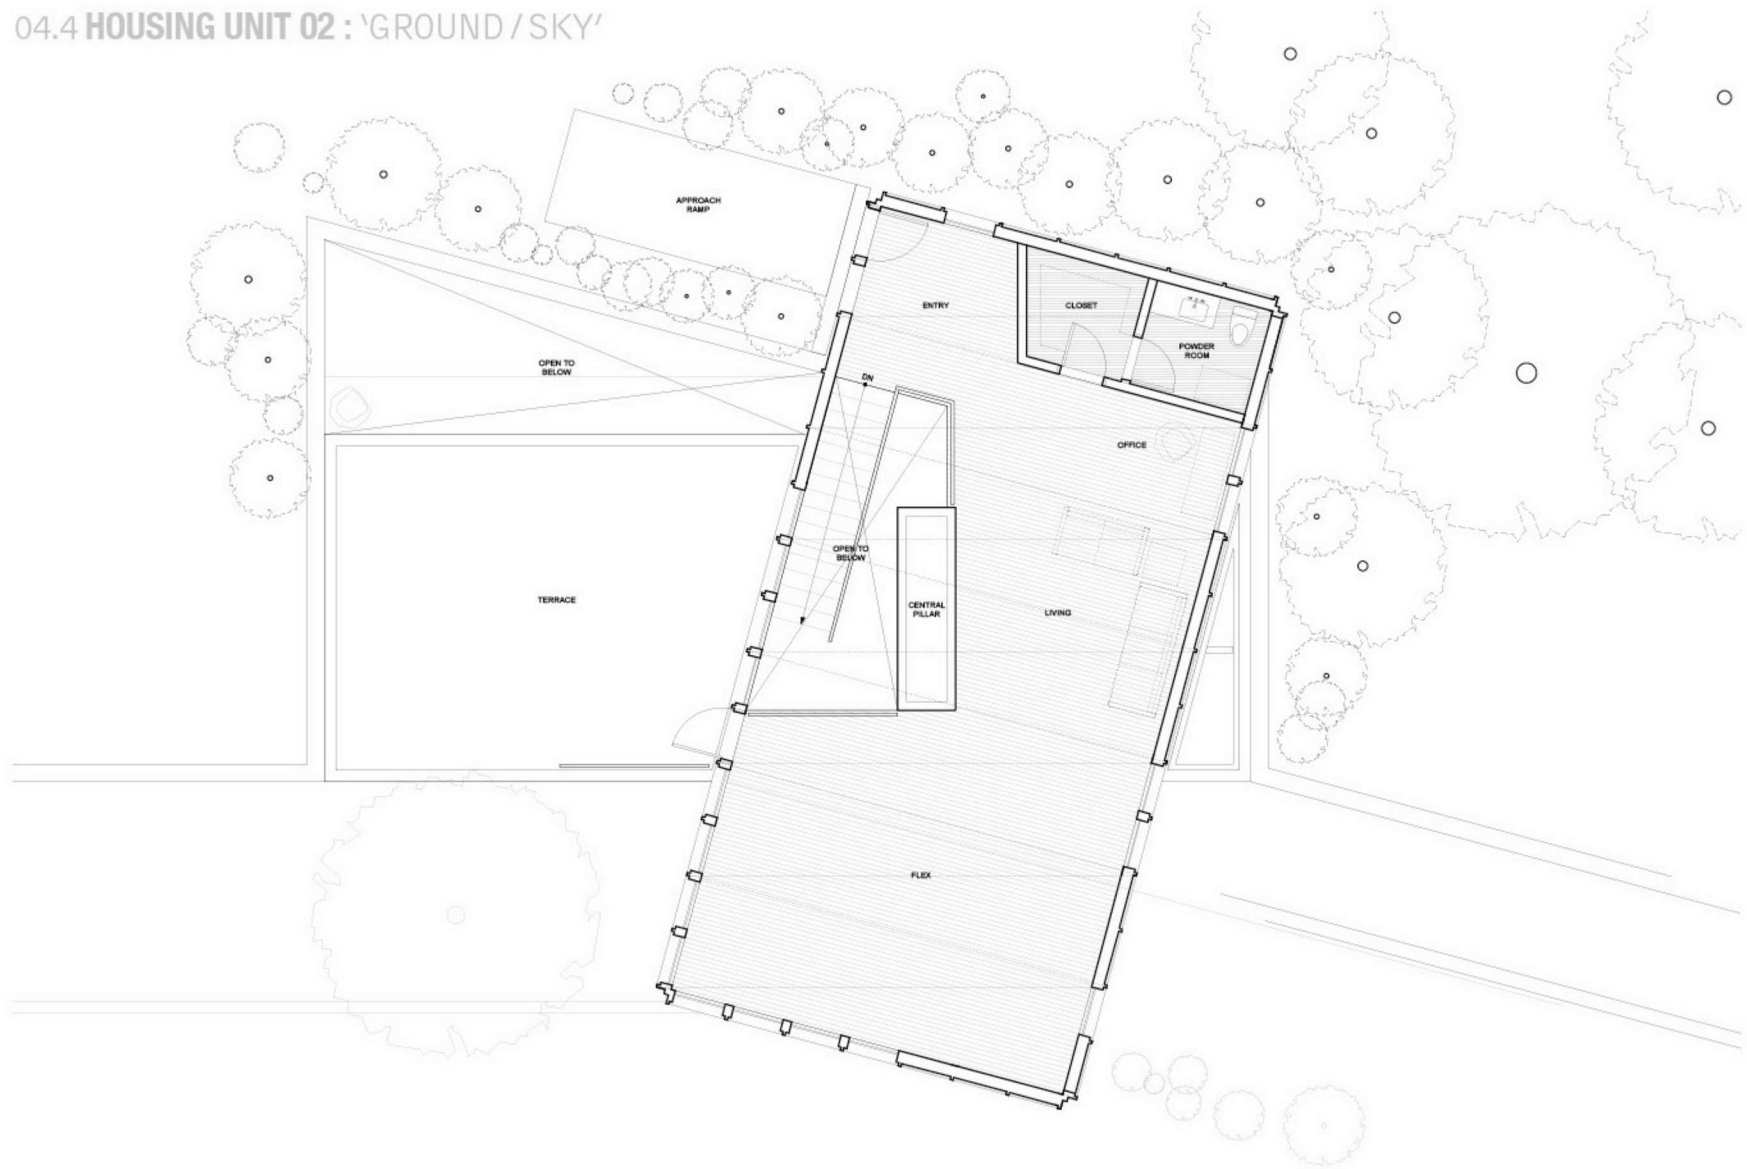 04.4 HOUSING UNIT 02 : ‘GROUND / SKY’
APPROACH
RAMP
ENTRY
CLOSET
POWDER
ROOM
OPEN TO
BELOW
DN
OFFICE
OPEN TO
BELOW
TERRACE
CENTRAL
PILLAR
LIVING
FLEX